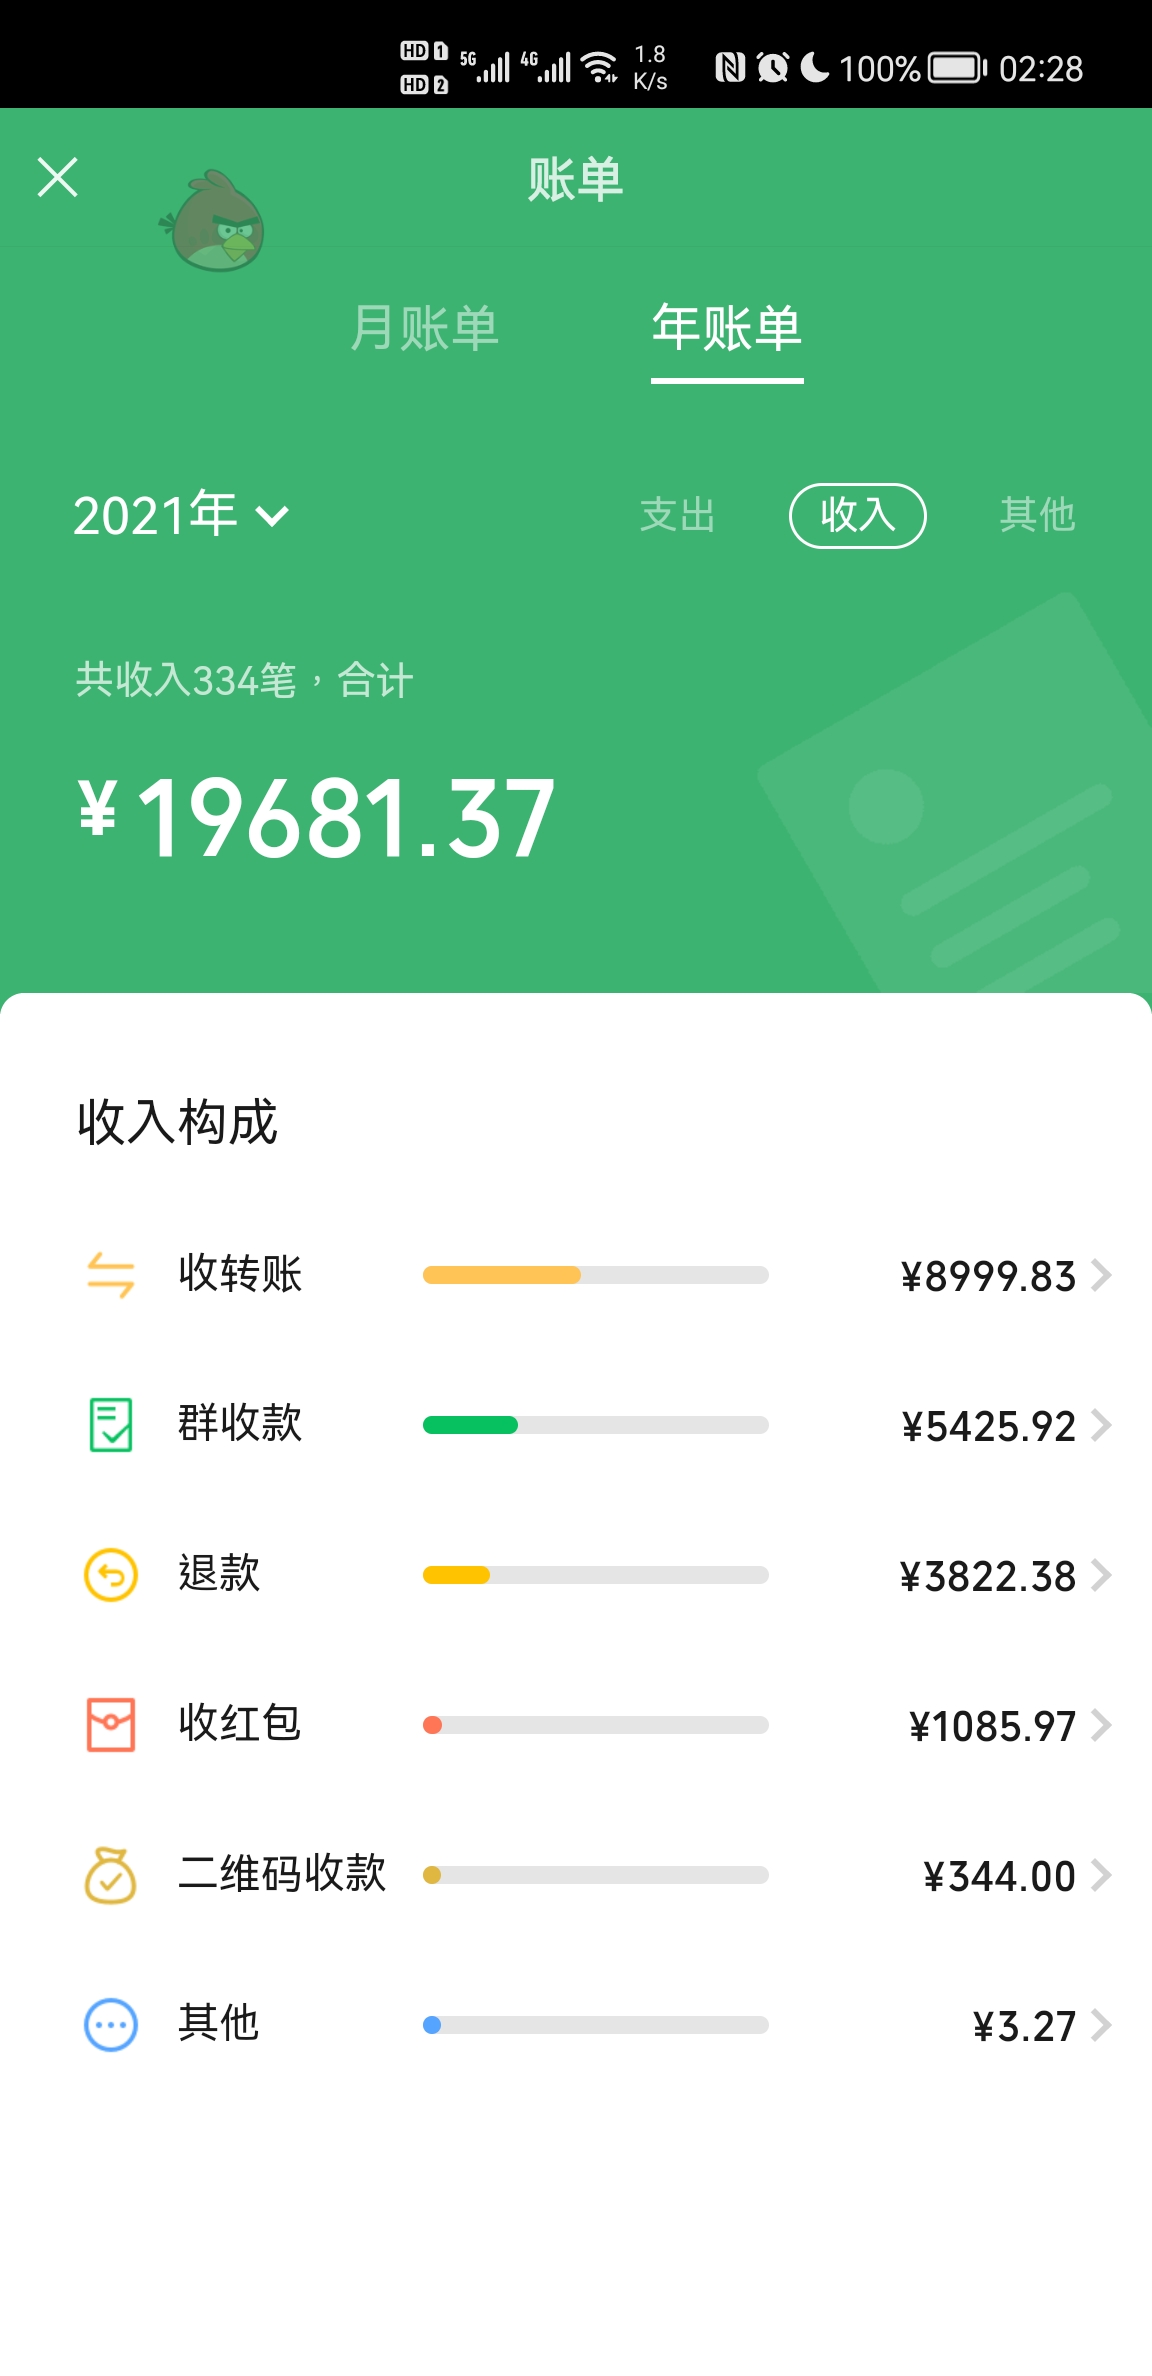 HD 1 5G 4G 1.8 100% 02:28
HD 2 K/s
账单
月账单 年账单
2021年 支出 收入 其他
共收入334笔，合计
¥19681.37
收入构成
收转账 ¥8999.83
群收款 ¥5425.92
退款 ¥3822.38
收红包 ¥1085.97
二维码收款 ¥344.00
其他 ¥3.27